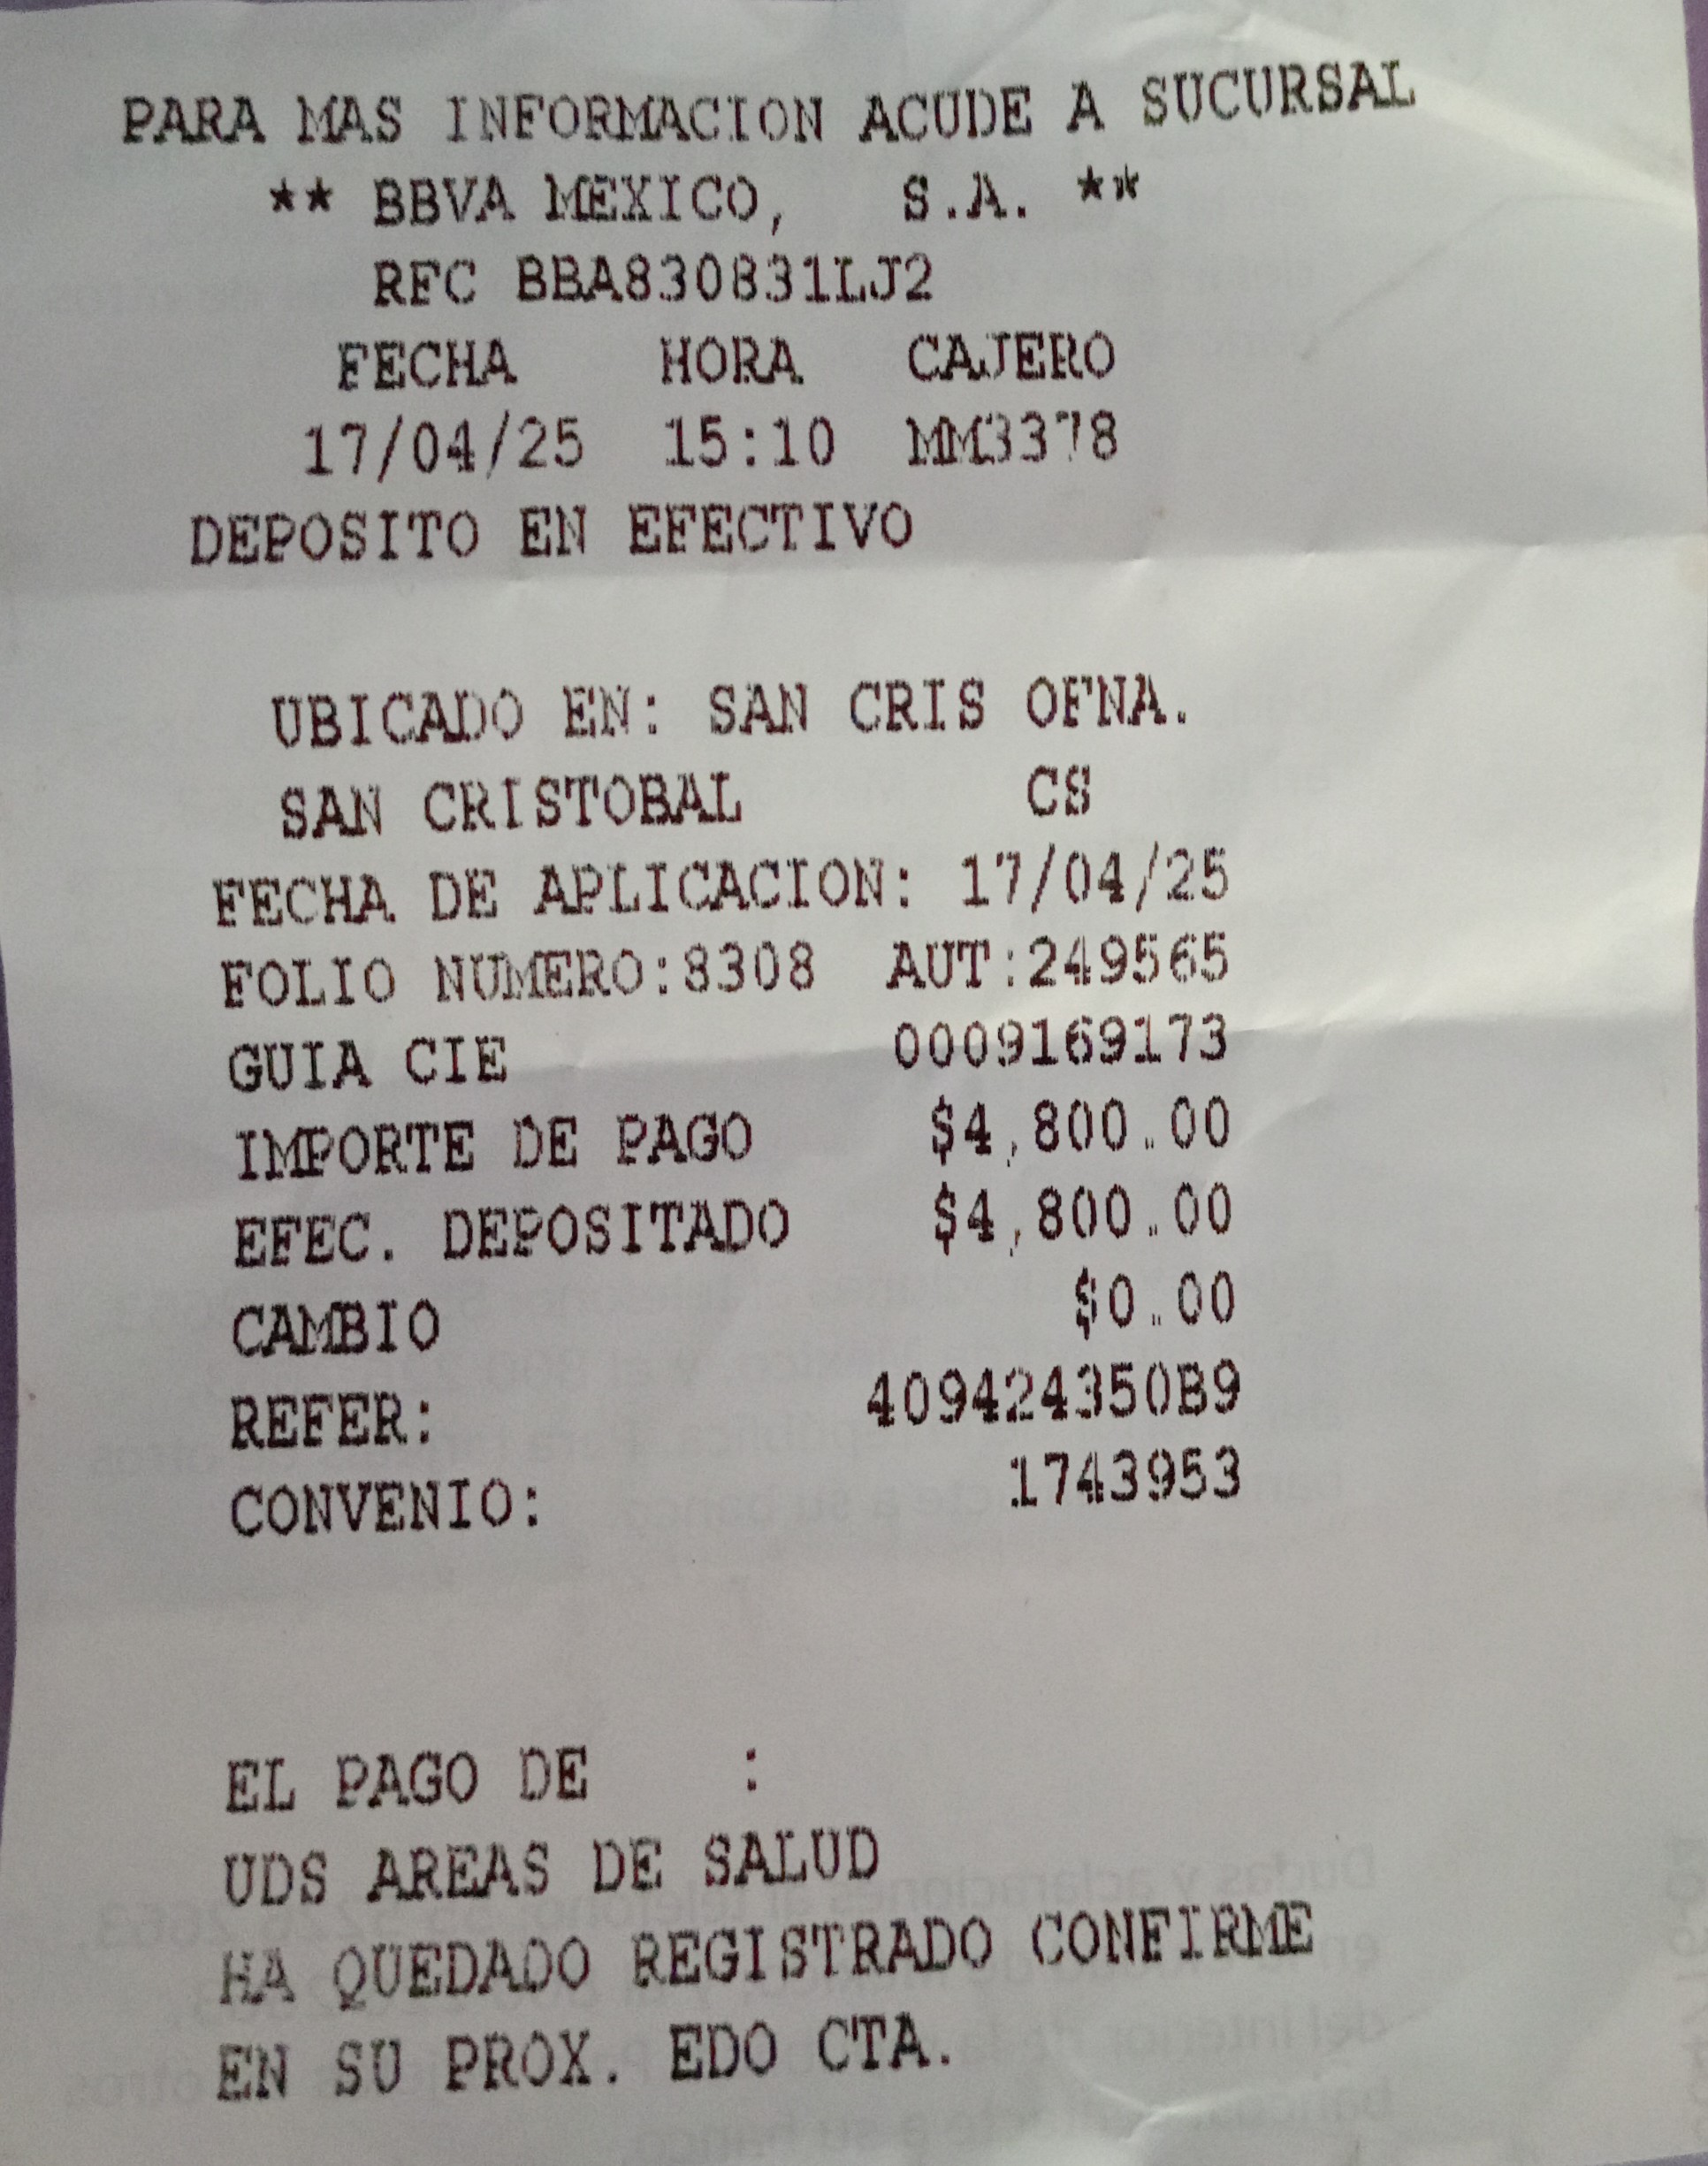 PARA MAS INFORMACION ACUDE A SUCURSAL
** BBVA MEXICO, S.A. **
RFC BBA830831LJ2
FECHA HORA CAJERO
17/04/25 15:10 MM3378
DEPOSITO EN EFECTIVO
UBICADO EN: SAN CRIS OFNA.
SAN CRISTOBAL CS
FECHA DE APLICACION: 17/04/25
FOLIO NUMERO:8308 AUT:249565
GUIA CIE 0009169173
IMPORTE DE PAGO $4,800.00
EFEC. DEPOSITADO $4,800.00
CAMBIO $0.00
REFER: 409424350B9
CONVENIO: 1743953
EL PAGO DE :
UDS AREAS DE SALUD
HA QUEDADO REGISTRADO CONFIRME
EN SU PROX. EDO CTA.